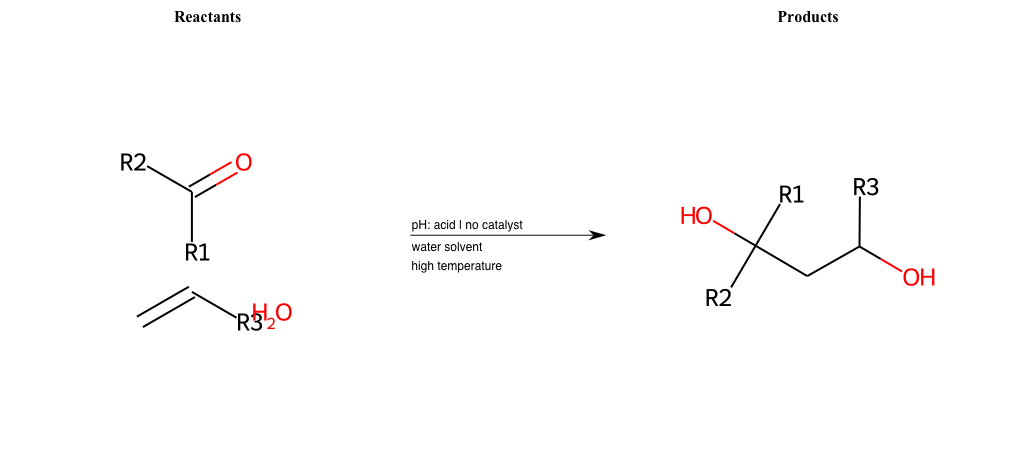 Reactants
Products
R2
O
R1
R3
H2O
pH: acid | no catalyst
water solvent
high temperature
HO
R1
R3
R2
OH